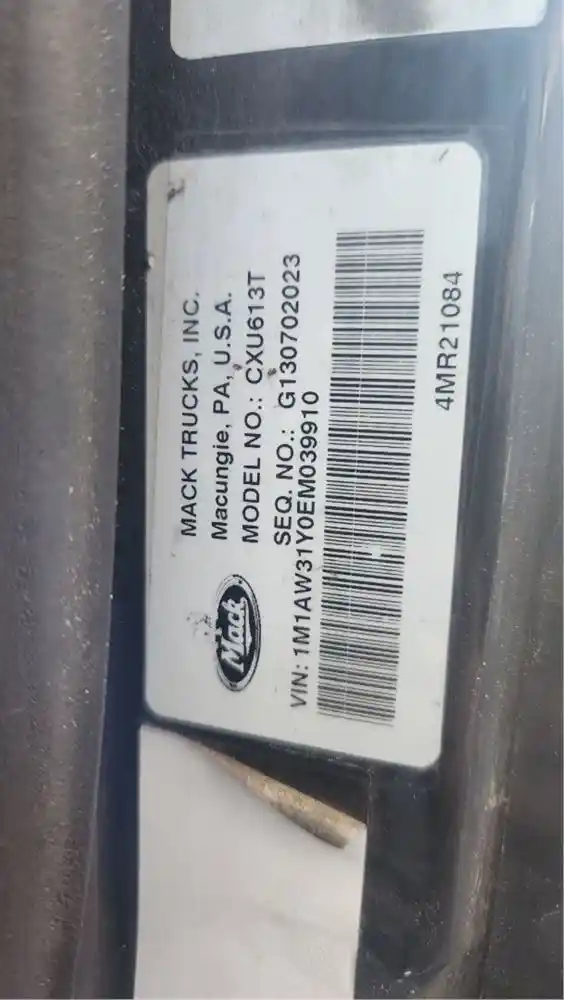 MACK TRUCKS, INC.
Macungie, PA, U.S.A.
MODEL NO.: CXU613T
SEQ. NO.: G130702023
Mack
VIN: 1M1AW31Y0EM039910
4MR21084